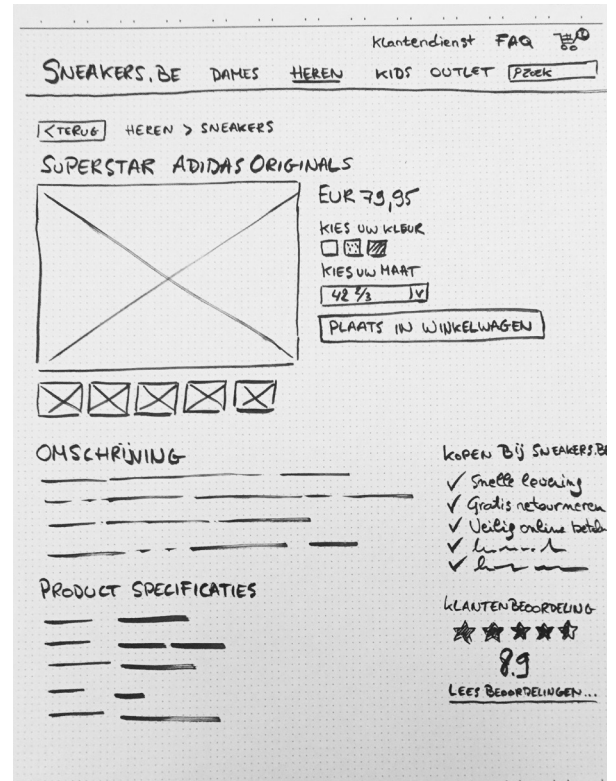 Klantendienst FAQ
SNEAKERS.BE DAMES HEREN KIDS OUTLET zoek
<TERUG HEREN > SNEAKERS
SUPERSTAR ADIDAS ORIGINALS
EUR 79,95
KIES UW KLEUR
KIES UW MAAT
42 2/3 V
PLAATS IN WINKELWAGEN
OMSCHRIJVING
PRODUCT SPECIFICATIES
KOPEN Bij SNEAKERS.BE
✓ Snelle levering
✓ Gratis retourneren
✓ Veilig online
KLANTENBEOORDELING
8.9
LEES BEOORDELINGEN...